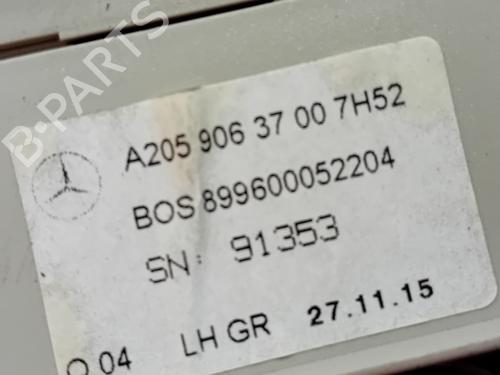 B-PARTS
A205 906 37 00 7H52
BOS 899600052204
SN: 91353
Q 04 LH GR 27.11.15